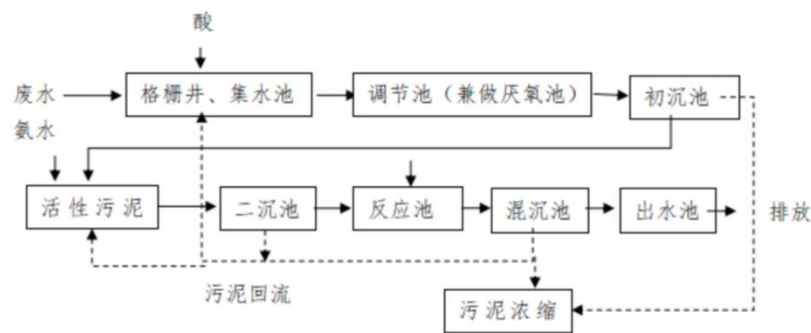 酸
废水
格栅井、集水池
调节池（兼做厌氧池）
初沉池
氨水
活性污泥
二沉池
反应池
混沉池
出水池
排放
污泥回流
污泥浓缩